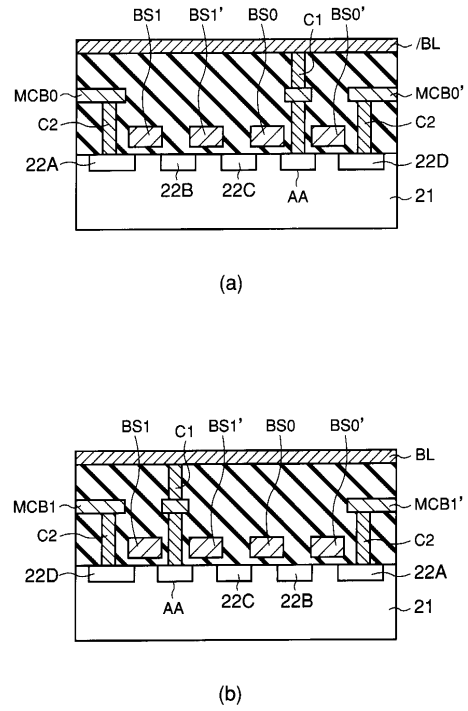 BS1 BS1' BS0 C1 BS0'
/BL
MCB0 MCB0'
C2 C2
22A 22B 22C AA 22D
21
(a)
BS1 C1 BS1' BS0 BS0'
BL
MCB1 MCB1'
C2 C2
22D AA 22C 22B 22A
21
(b)